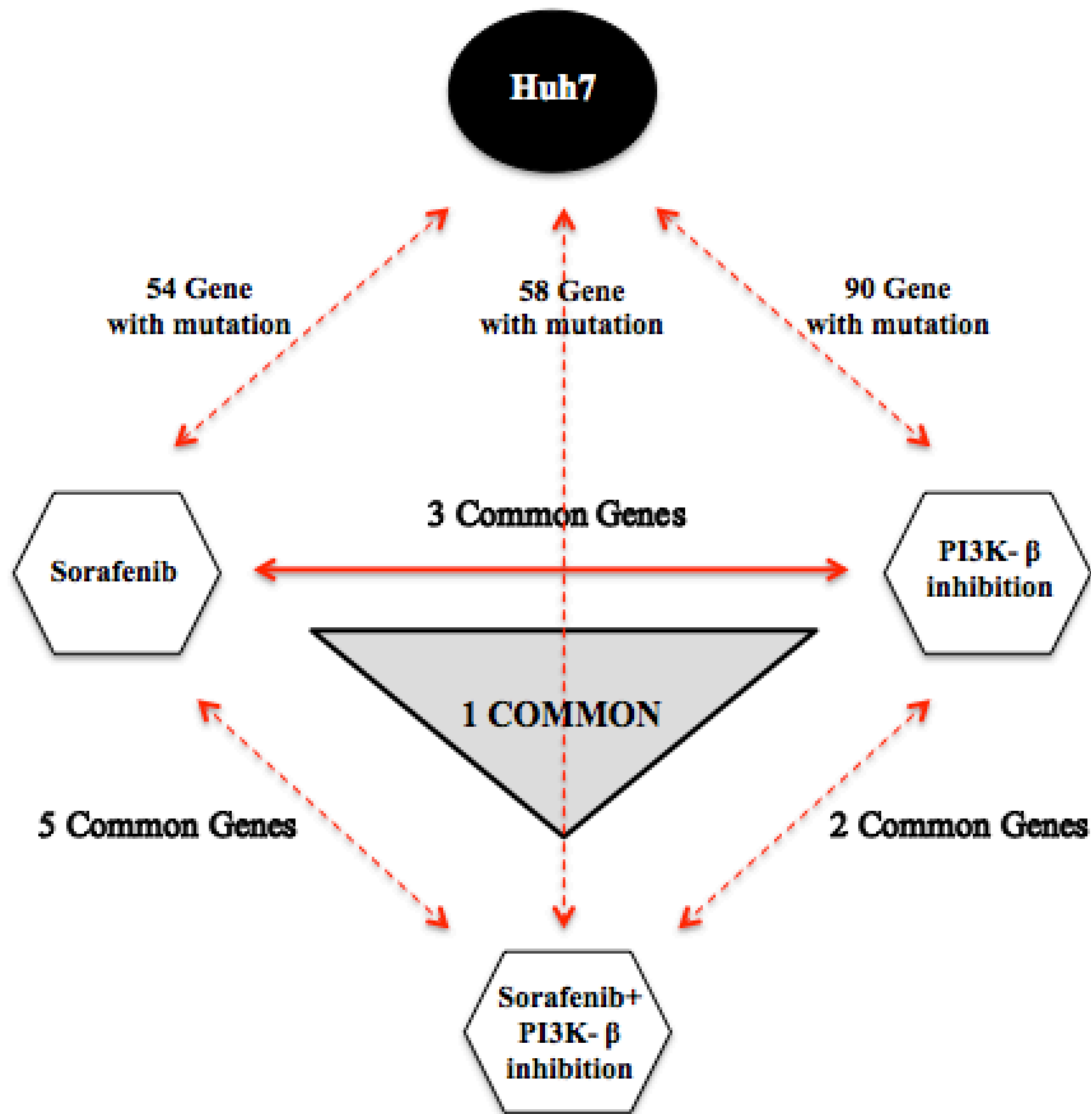 Huh7
54 Gene
with mutation
58 Gene
with mutation
90 Gene
with mutation
3 Common Genes
Sorafenib
PI3K- β
inhibition
1 COMMON
5 Common Genes
2 Common Genes
Sorafenib+
PI3K- β
inhibition